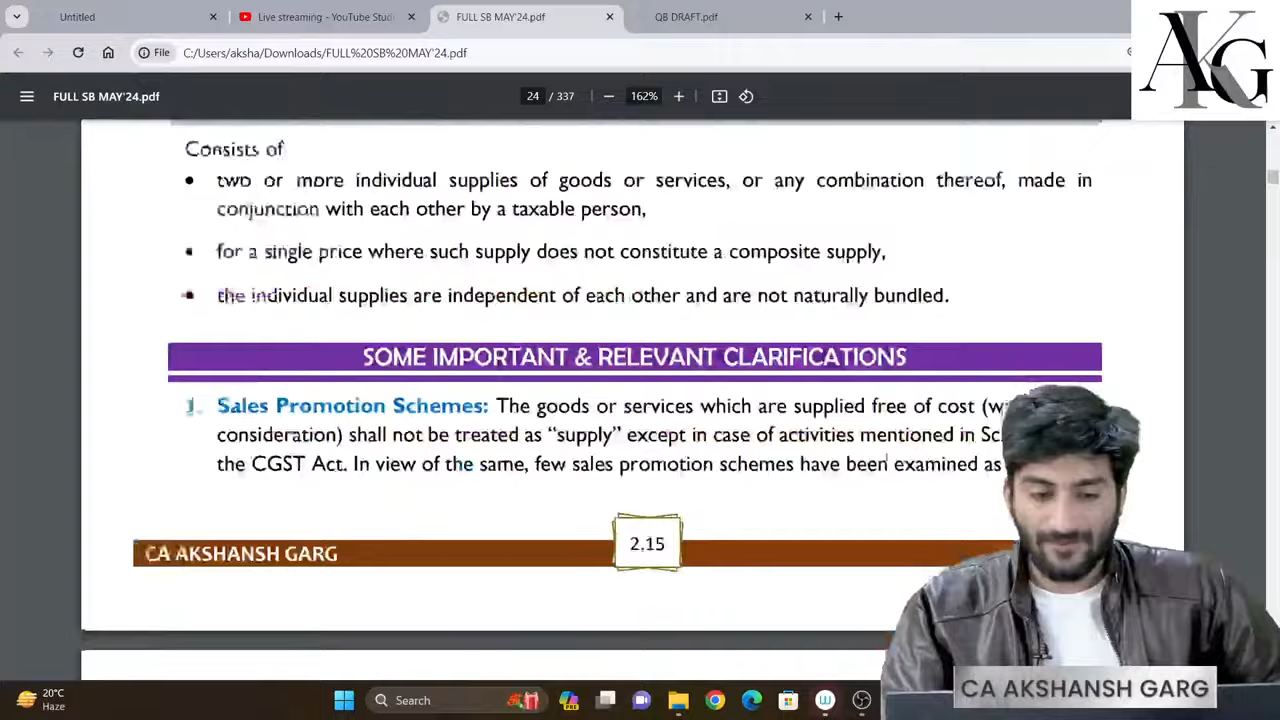 Untitled
Live streaming - YouTube Studi
FULL SB MAY'24.pdf
QB DRAFT.pdf
File
C:/Users/aksha/Downloads/FULL%20SB%20MAY'24.pdf
FULL SB MAY'24.pdf
24 / 337
162%
AKG
Consists of
• two or more individual supplies of goods or services, or any combination thereof, made in
conjunction with each other by a taxable person,
• for a single price where such supply does not constitute a composite supply,
• the individual supplies are independent of each other and are not naturally bundled.
SOME IMPORTANT & RELEVANT CLARIFICATIONS
1. Sales Promotion Schemes: The goods or services which are supplied free of cost
consideration) shall not be treated as “supply” except in case of activities mentioned in
the CGST Act. In view of the same, few sales promotion schemes have been examined as
2.15
CA AKSHANSH GARG
CA AKSHANSH GARG
20°C
Haze
Search